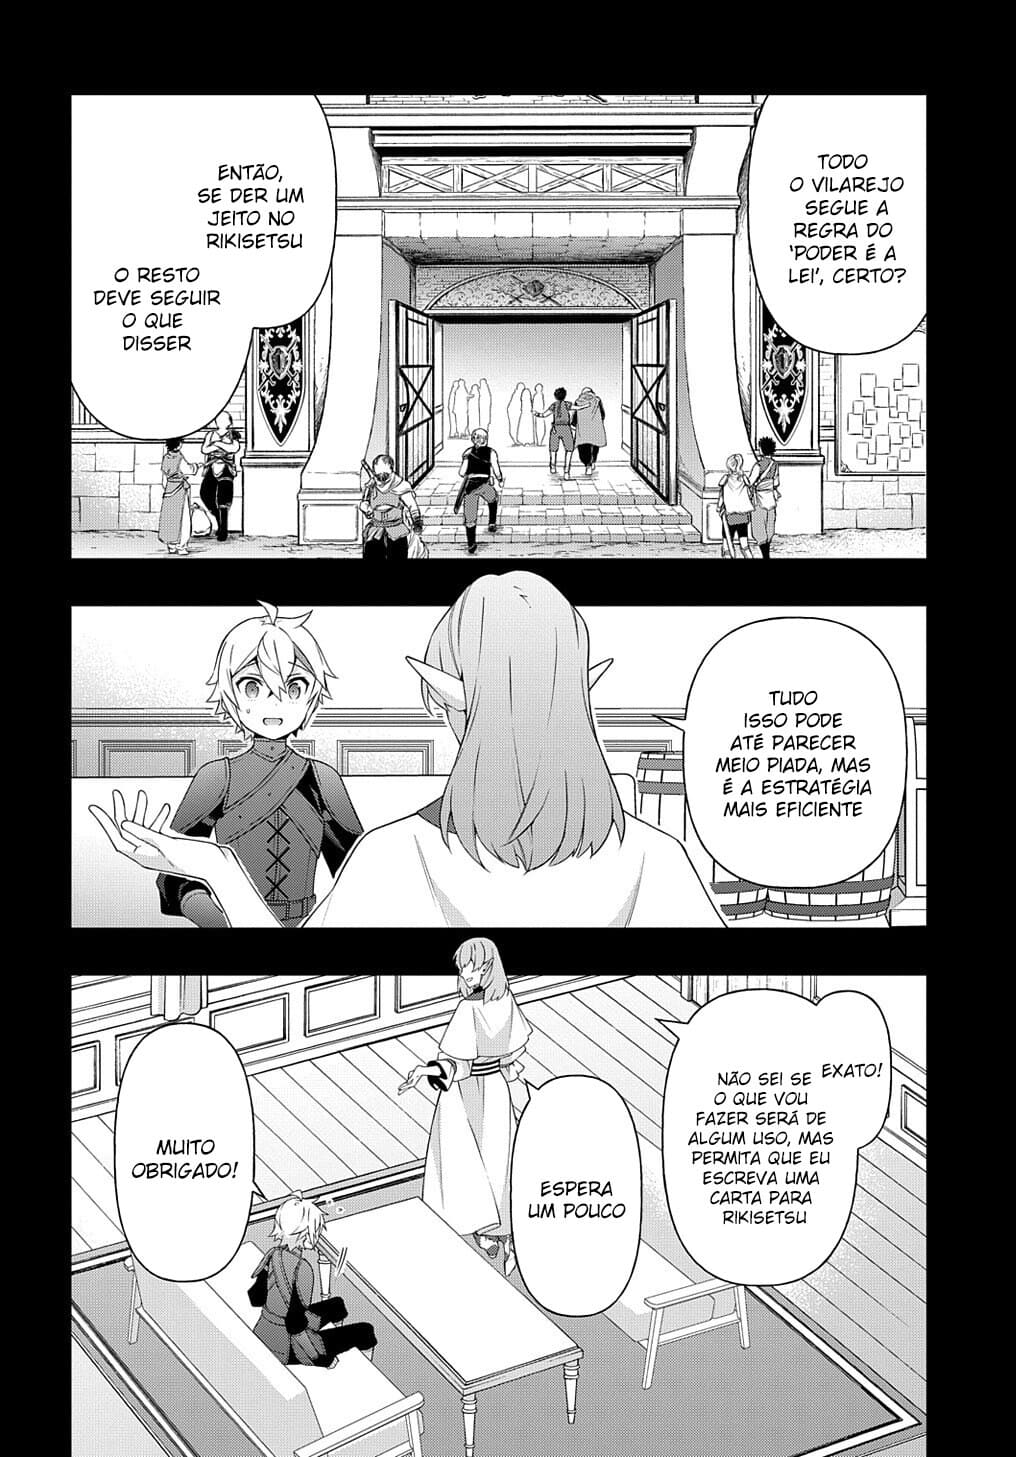 TODO
O VILAREJO
SEGUE A
REGRA DO
‘PODER É A
LEI’, CERTO?
ENTÃO,
SE DER UM
JEITO NO
RIKISETSU
O RESTO
DEVE SEGUIR
O QUE
DISSER
TUDO
ISSO PODE
ATÉ PARECER
MEIO PIADA, MAS
É A ESTRATÉGIA
MAIS EFICIENTE
EXATO!
NÃO SEI SE
O QUE VOU
FAZER SERÁ DE
ALGUM USO, MAS
PERMITA QUE EU
ESCREVA UMA
CARTA PARA
RIKISETSU
ESPERA
UM POUCO
MUITO
OBRIGADO!